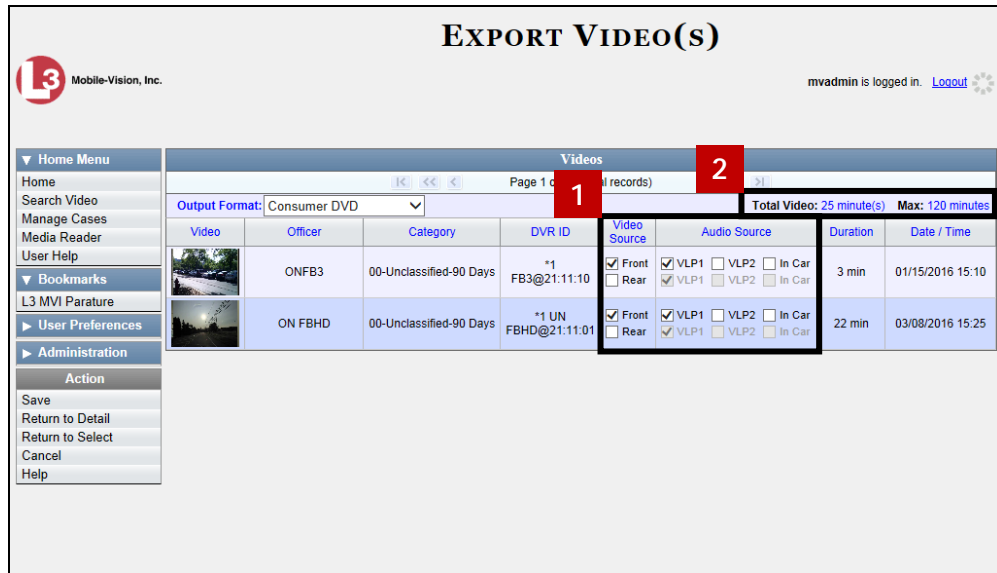 EXPORT VIDEO(S)
L3 Mobile-Vision, Inc.
mvadmin is logged in. Logout
▼ Home Menu
Home
Search Video
Manage Cases
Media Reader
User Help
▼ Bookmarks
L3 MVI Parature
▶ User Preferences
▶ Administration
Action
Save
Return to Detail
Return to Select
Cancel
Help
Videos
|< << < Page 1 records) >|
1
2
Output Format: Consumer DVD
Total Video: 25 minute(s) Max: 120 minutes
Video Officer Category DVR ID Video Source Audio Source Duration Date / Time
ONFB3 00-Unclassified-90 Days *1 FB3@21:11:10 Front VLP1 VLP2 In Car 3 min 01/15/2016 15:10
Rear VLP1 VLP2 In Car
ON FBHD 00-Unclassified-90 Days *1 UN FBHD@21:11:01 Front VLP1 VLP2 In Car 22 min 03/08/2016 15:25
Rear VLP1 VLP2 In Car